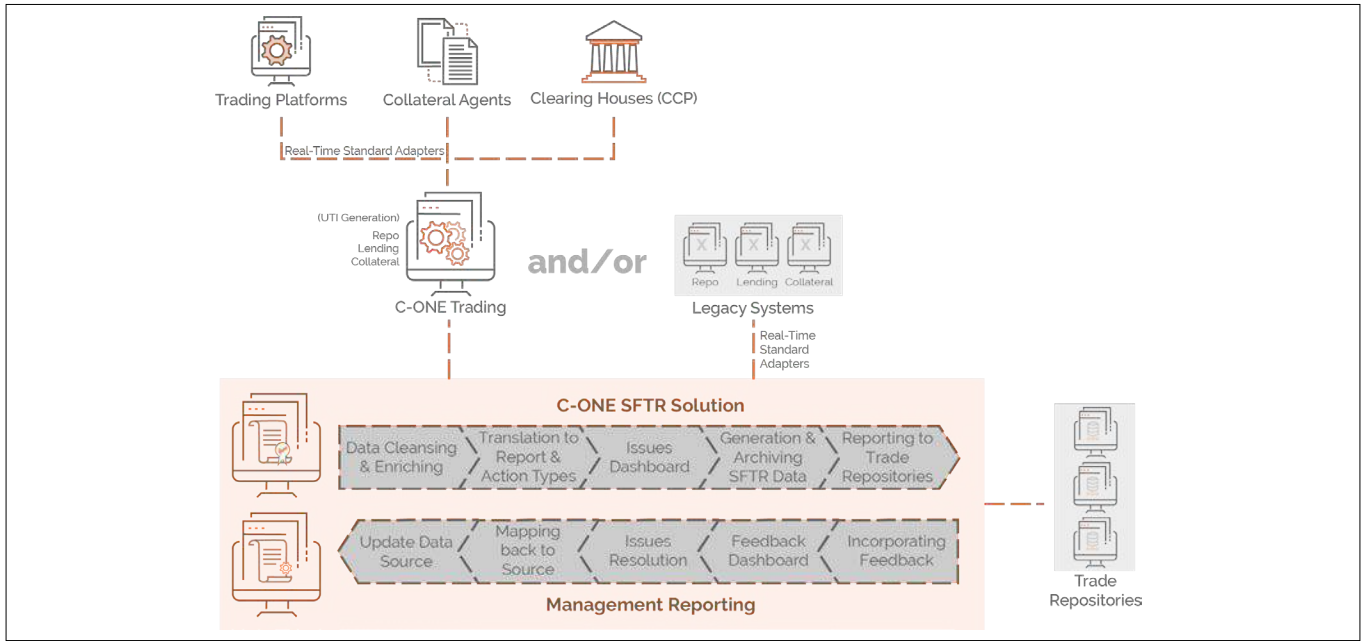 Trading Platforms
Collateral Agents
Clearing Houses (CCP)
Real-Time Standard Adapters
(UTI Generation)
Repo
Lending
Collateral
C-ONE Trading
and/or
X
X
X
Repo
Lending
Collateral
Legacy Systems
Real-Time
Standard
Adapters
C-ONE SFTR Solution
Data Cleansing
& Enriching
Translation to
Report &
Action Types
Issues
Dashboard
Generation &
Archiving
SFTR Data
Reporting to
Trade
Repositories
Update Data
Source
Mapping
back to
Source
Issues
Resolution
Feedback
Dashboard
Incorporating
Feedback
Management Reporting
Trade
Repositories